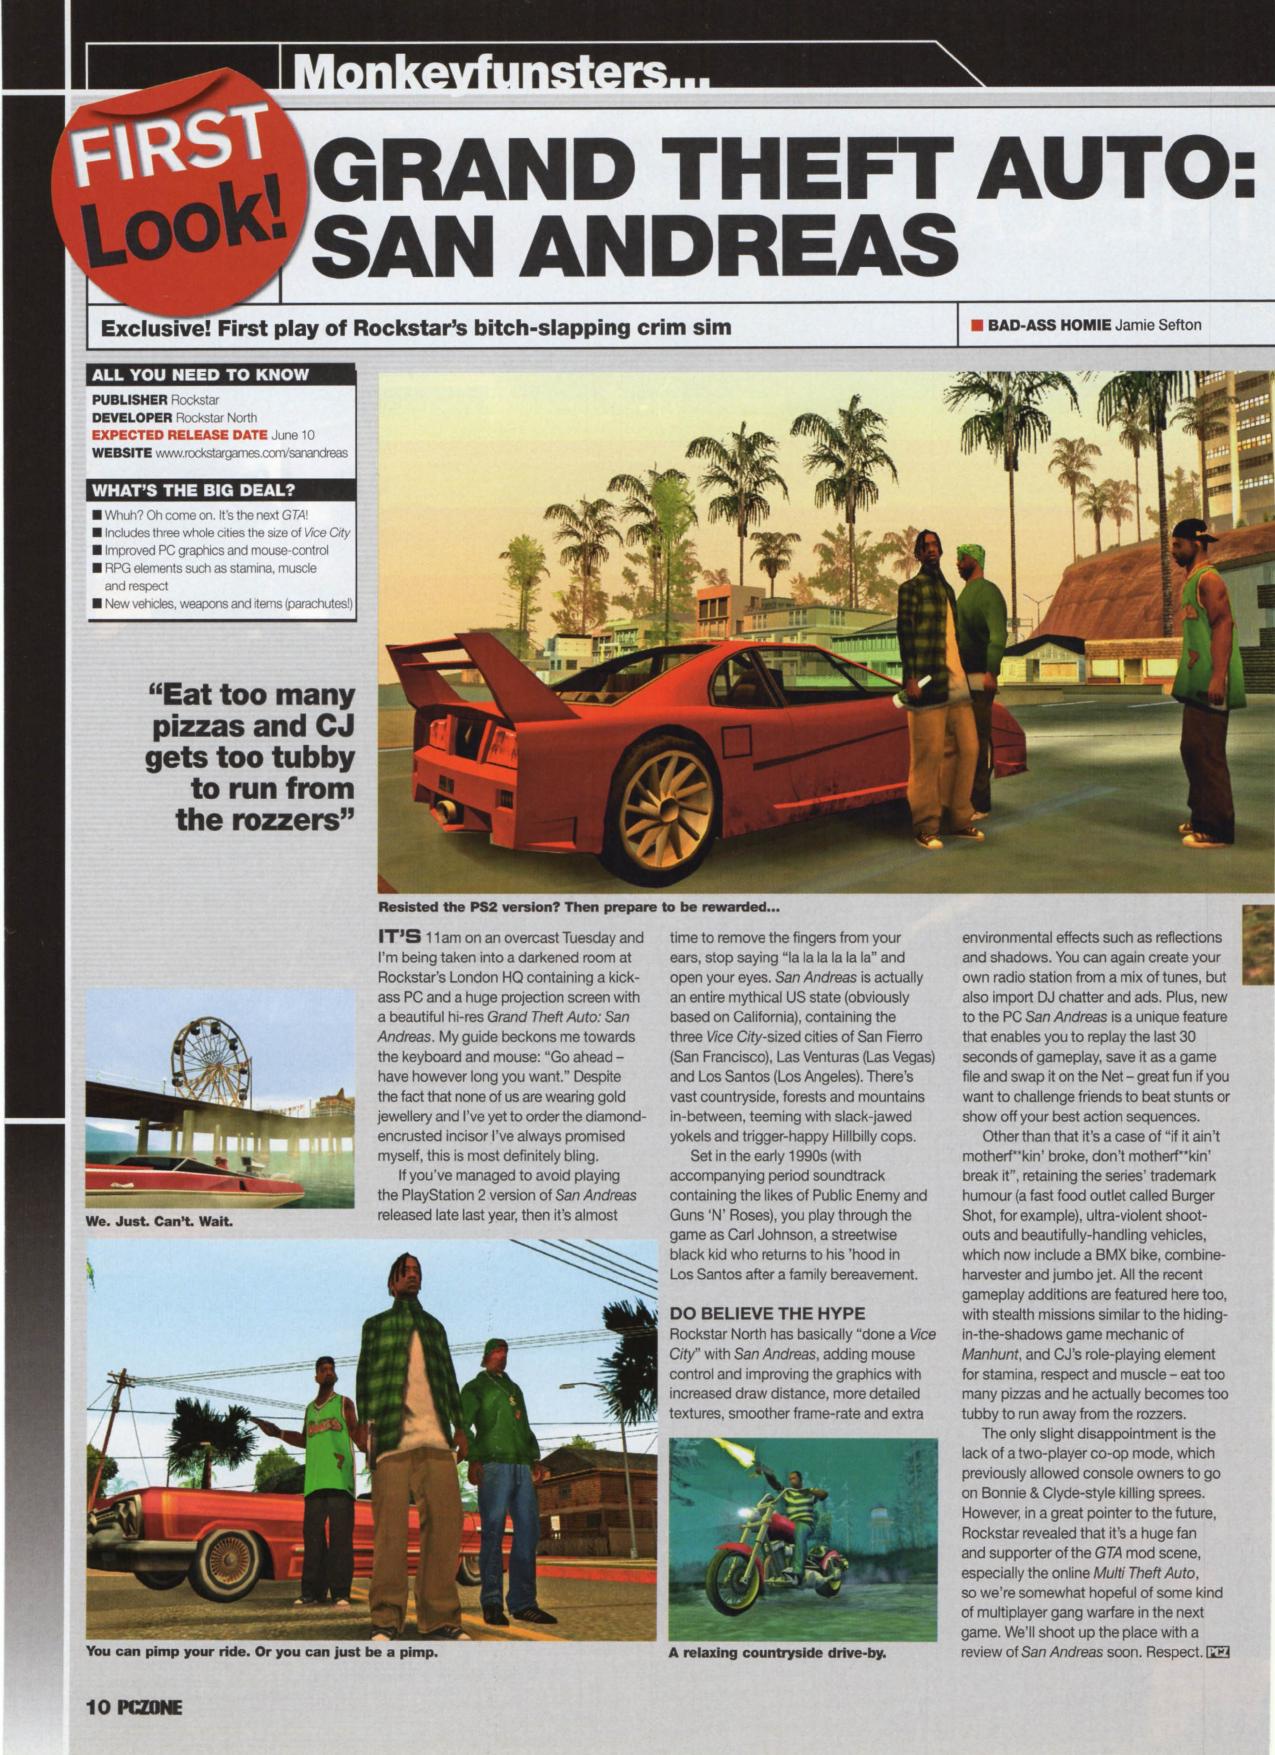 Monkeyfunsters...
FIRST
Look!
GRAND THEFT AUTO:
SAN ANDREAS
Exclusive! First play of Rockstar's bitch-slapping crim sim
■ BAD-ASS HOMIE Jamie Sefton
ALL YOU NEED TO KNOW
PUBLISHER Rockstar
DEVELOPER Rockstar North
EXPECTED RELEASE DATE June 10
WEBSITE www.rockstargames.com/sanandreas
WHAT'S THE BIG DEAL?
■ Whuh? Oh come on. It's the next GTA!
■ Includes three whole cities the size of Vice City
■ Improved PC graphics and mouse-control
■ RPG elements such as stamina, muscle
and respect
■ New vehicles, weapons and items (parachutes!)
"Eat too many
pizzas and CJ
gets too tubby
to run from
the rozzers"
Resisted the PS2 version? Then prepare to be rewarded...
We. Just. Can't. Wait.
IT'S 11am on an overcast Tuesday and
I'm being taken into a darkened room at
Rockstar's London HQ containing a kick-
ass PC and a huge projection screen with
a beautiful hi-res Grand Theft Auto: San
Andreas. My guide beckons me towards
the keyboard and mouse: "Go ahead –
have however long you want." Despite
the fact that none of us are wearing gold
jewellery and I've yet to order the diamond-
encrusted incisor I've always promised
myself, this is most definitely bling.
If you've managed to avoid playing
the PlayStation 2 version of San Andreas
released late last year, then it's almost
time to remove the fingers from your
ears, stop saying "la la la la la la" and
open your eyes. San Andreas is actually
an entire mythical US state (obviously
based on California), containing the
three Vice City-sized cities of San Fierro
(San Francisco), Las Venturas (Las Vegas)
and Los Santos (Los Angeles). There's
vast countryside, forests and mountains
in-between, teeming with slack-jawed
yokels and trigger-happy Hillbilly cops.
Set in the early 1990s (with
accompanying period soundtrack
containing the likes of Public Enemy and
Guns 'N' Roses), you play through the
game as Carl Johnson, a streetwise
black kid who returns to his 'hood in
Los Santos after a family bereavement.
DO BELIEVE THE HYPE
Rockstar North has basically "done a Vice
City" with San Andreas, adding mouse
control and improving the graphics with
increased draw distance, more detailed
textures, smoother frame-rate and extra
environmental effects such as reflections
and shadows. You can again create your
own radio station from a mix of tunes, but
also import DJ chatter and ads. Plus, new
to the PC San Andreas is a unique feature
that enables you to replay the last 30
seconds of gameplay, save it as a game
file and swap it on the Net – great fun if you
want to challenge friends to beat stunts or
show off your best action sequences.
Other than that it's a case of "if it ain't
motherf**kin' broke, don't motherf**kin'
break it", retaining the series' trademark
humour (a fast food outlet called Burger
Shot, for example), ultra-violent shoot-
outs and beautifully-handling vehicles,
which now include a BMX bike, combine-
harvester and jumbo jet. All the recent
gameplay additions are featured here too,
with stealth missions similar to the hiding-
in-the-shadows game mechanic of
Manhunt, and CJ's role-playing element
for stamina, respect and muscle – eat too
many pizzas and he actually becomes too
tubby to run away from the rozzers.
The only slight disappointment is the
lack of a two-player co-op mode, which
previously allowed console owners to go
on Bonnie & Clyde-style killing sprees.
However, in a great pointer to the future,
Rockstar revealed that it's a huge fan
and supporter of the GTA mod scene,
especially the online Multi Theft Auto,
so we're somewhat hopeful of some kind
of multiplayer gang warfare in the next
game. We'll shoot up the place with a
review of San Andreas soon. Respect. PCZ
You can pimp your ride. Or you can just be a pimp.
A relaxing countryside drive-by.
10 PCZONE